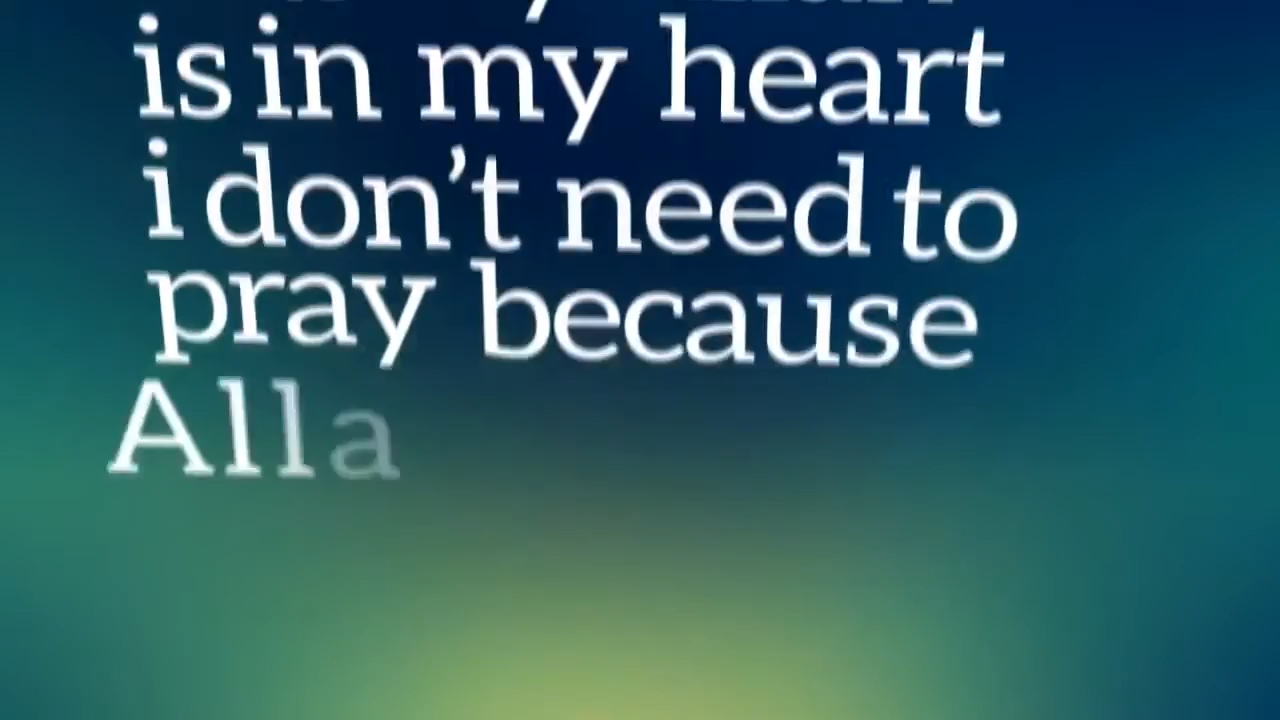 is in my heart
i don't need to
pray because
Alla